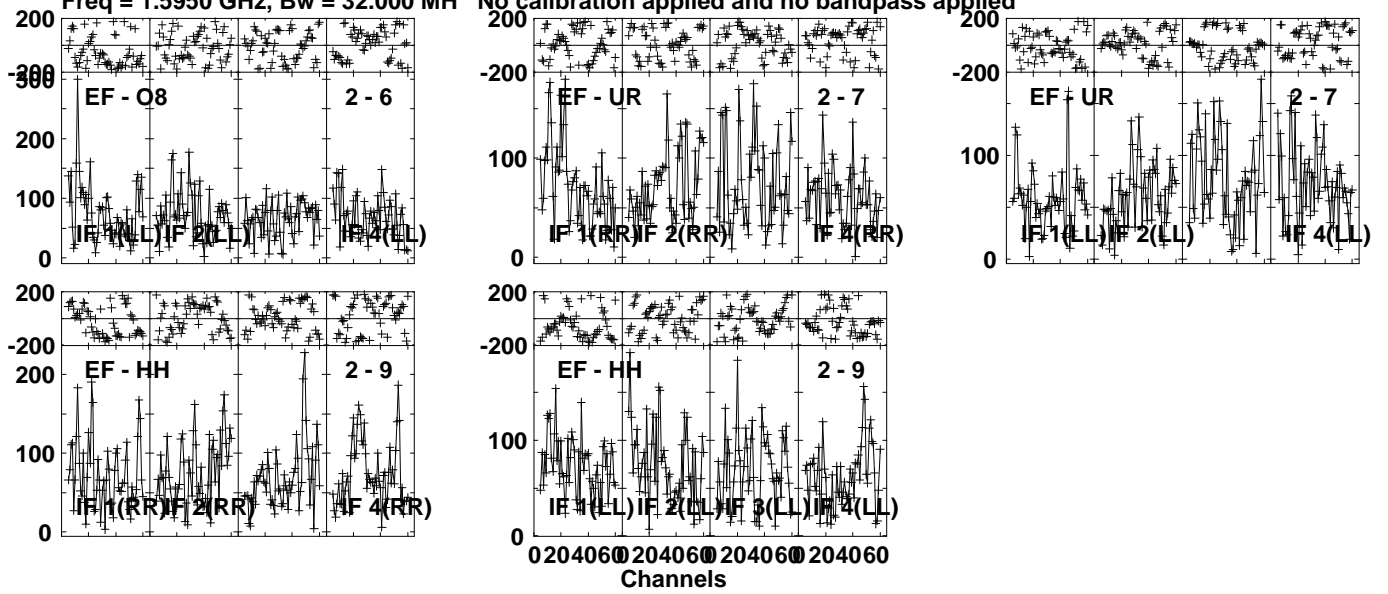 Freq = 1.5950 GHz, Bw = 32.000 MH No calibration applied and no bandpass applied
200
-200
300
200
100
0
EF - O8
2 - 6
IF 1(LL)
IF 2(LL)
IF 4(LL)
200
-200
100
0
EF - UR
2 - 7
IF 1(RR)
IF 2(RR)
IF 4(RR)
200
-200
100
0
EF - UR
2 - 7
IF 1(LL)
IF 2(LL)
IF 4(LL)
200
-200
200
100
0
EF - HH
2 - 9
IF 1(RR)
IF 2(RR)
IF 4(RR)
200
-200
100
0
EF - HH
2 - 9
IF 1(LL)
IF 2(LL)
IF 3(LL)
IF 4(LL)
0 20 40 60 0 20 40 60 0 20 40 60 0 20 40 60
Channels